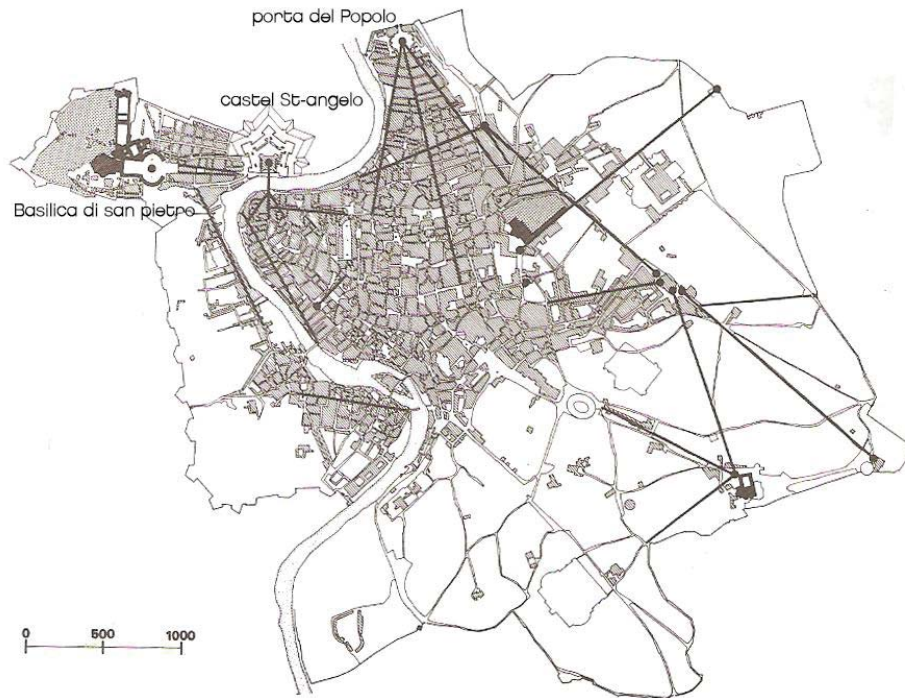 porta del Popolo
castel St-angelo
Basilica di san pietro
0 500 1000